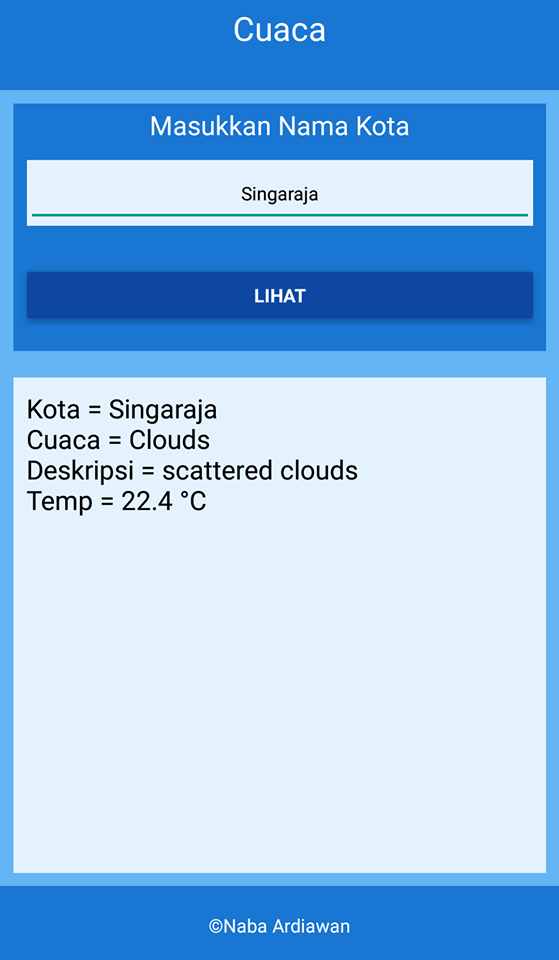 Cuaca
Masukkan Nama Kota
Singaraja
LIHAT
Kota = Singaraja
Cuaca = Clouds
Deskripsi = scattered clouds
Temp = 22.4 °C
©Naba Ardiawan